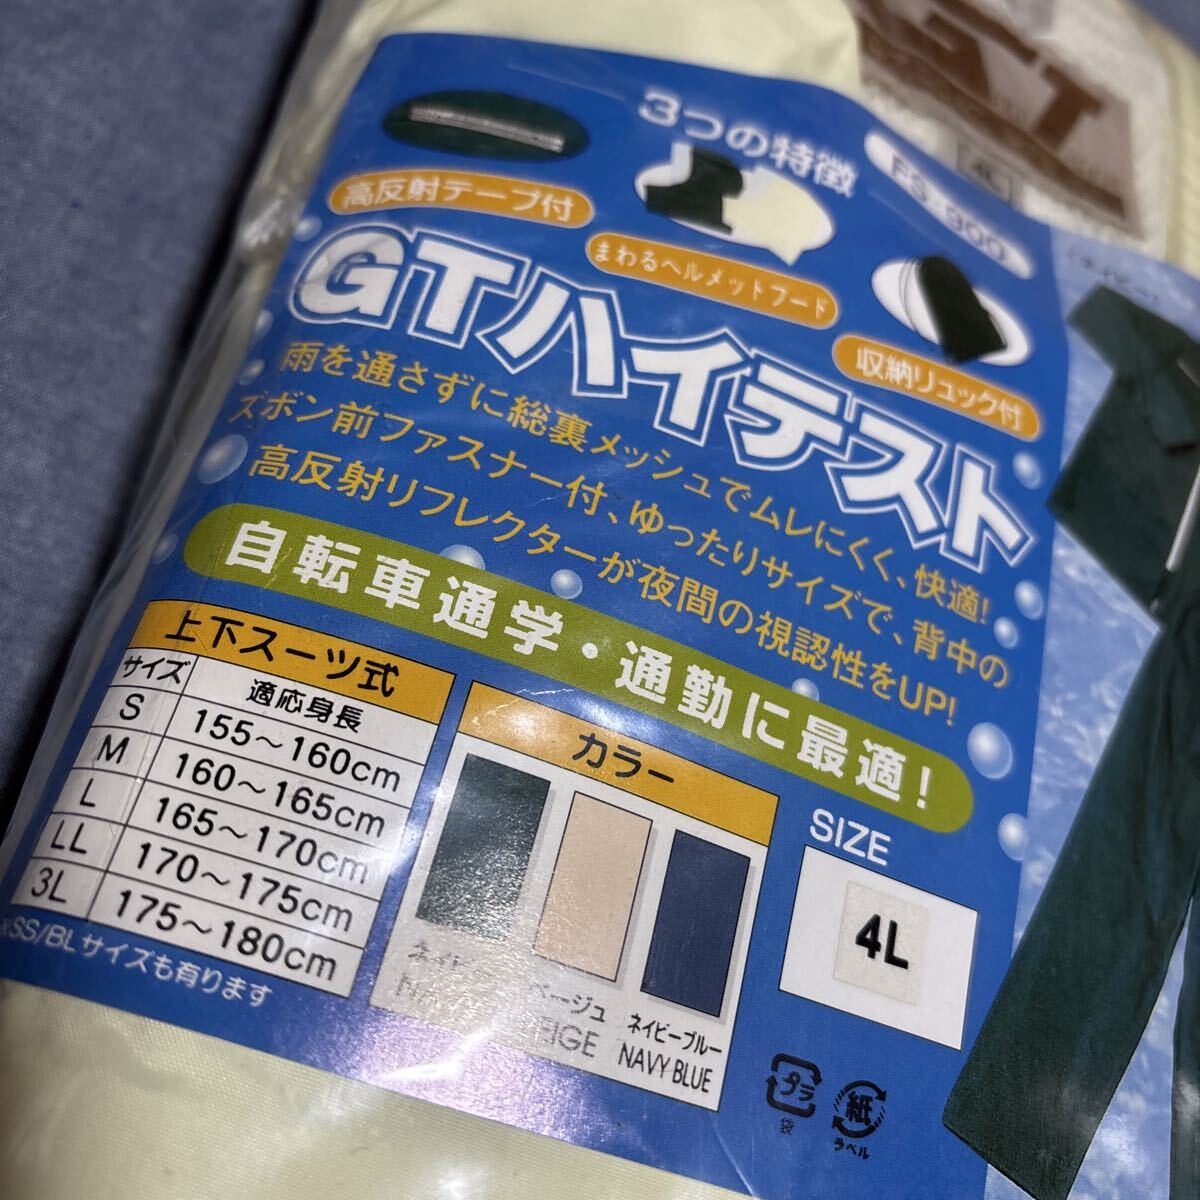 3つの特徴
高反射テープ付
まわるヘルメットフード
収納リュック付
GTハイテスト
雨を通さずに総裏メッシュでムレにくく、快適!
ズボン前ファスナー付、ゆったりサイズで、背中の
高反射リフレクターが夜間の視認性をUP!
自転車通学・通勤に最適!
上下スーツ式
サイズ 適応身長
S 155〜160cm
M 160〜165cm
L 165〜170cm
LL 170〜175cm
3L 175〜180cm
※SS/BLサイズも有ります
カラー
ベージュ
BEIGE
ネイビーブルー
NAVY BLUE
SIZE
4L
4L
プラ
袋
紙
ラベル